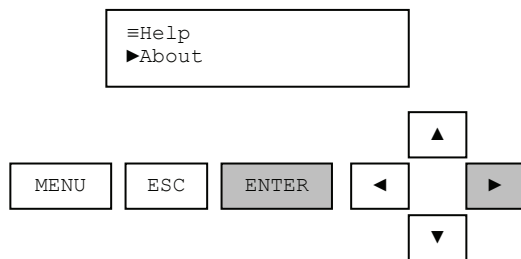 ≡Help
►About
▲
MENU ESC ENTER ◄ ►
▼